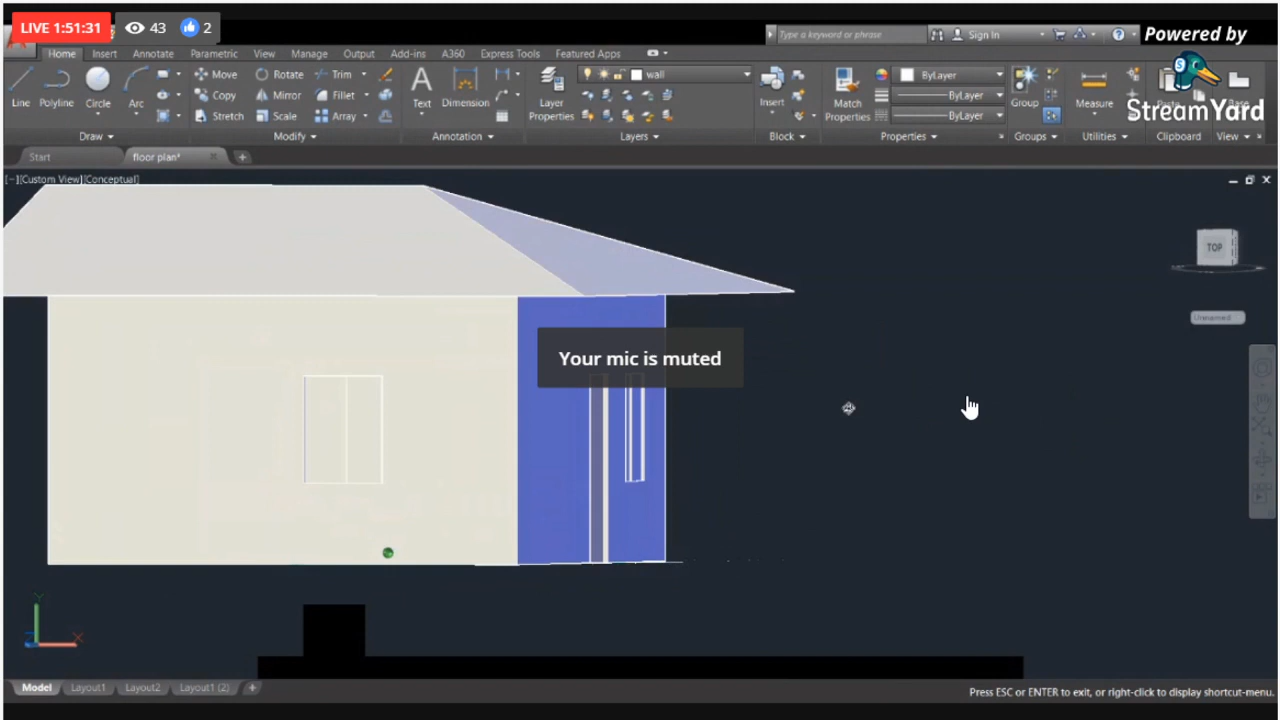 LIVE 1:51:31 43 2
Type a keyword or phrase Sign In Powered by
Home Insert Annotate Parametric View Manage Output Add-ins A360 Express Tools Featured Apps
Line Polyline Circle Arc
Move Rotate Trim
Copy Mirror Fillet
Stretch Scale Array
Text Dimension
Layer Properties
wall
Insert
Match Properties
ByLayer
ByLayer
ByLayer
Group
Measure
Paste
Base
StreamYard
Draw Modify Annotation Layers Block Properties Groups Utilities Clipboard View
Start floor plan*
[−][Custom View][Conceptual]
TOP
Unnamed
Your mic is muted
Y
X
Z
Model Layout1 Layout2 Layout1 (2)
Press ESC or ENTER to exit, or right-click to display shortcut-menu.